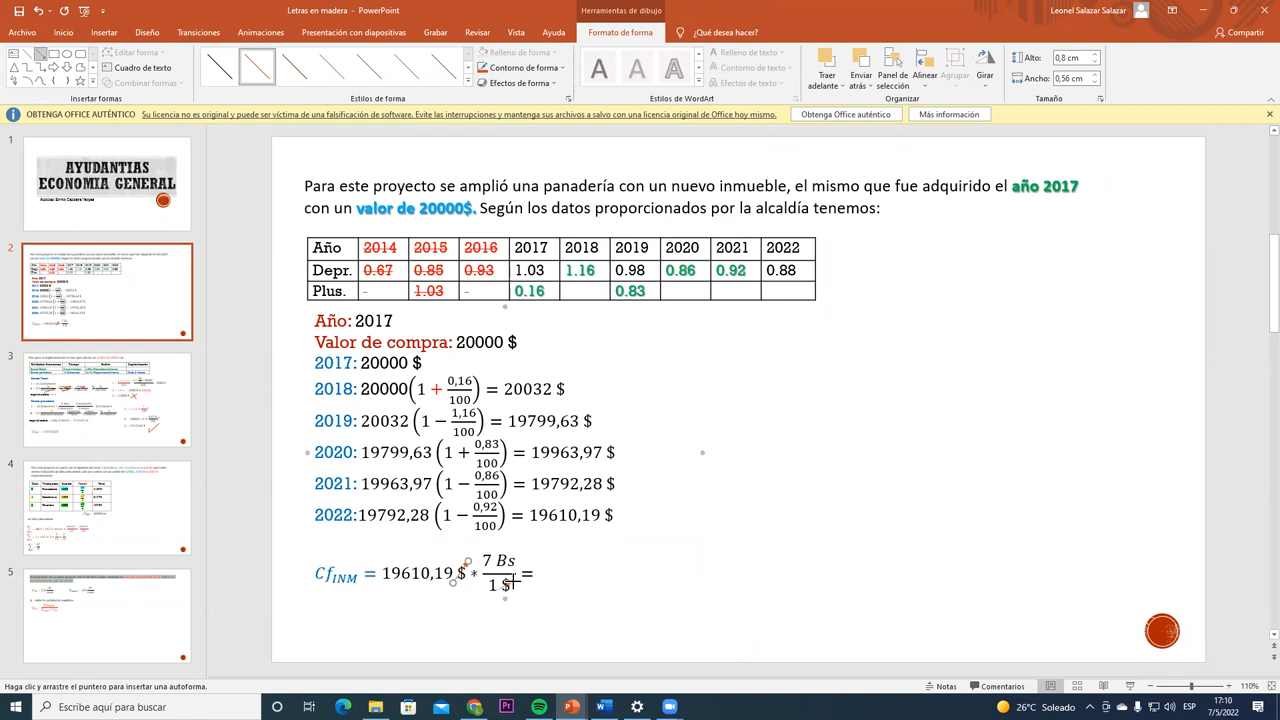 Letras en madera - PowerPoint
Herramientas de dibujo
Leonel Salazar Salazar
Archivo Inicio Insertar Diseño Transiciones Animaciones Presentación con diapositivas Grabar Revisar Vista Ayuda Formato de forma ¿Qué desea hacer? Compartir
Editar forma
Cuadro de texto
Combinar formas
Insertar formas
Relleno de forma
Contorno de forma
Efectos de forma
Estilos de forma
Relleno de texto
Contorno de texto
Efectos de texto
Estilos de WordArt
Traer adelante
Enviar atrás
Panel de selección
Alinear
Agrupar
Girar
Organizar
Alto: 0,8 cm
Ancho: 0,56 cm
Tamaño
OBTENGA OFFICE AUTÉNTICO Su licencia no es original y puede ser víctima de una falsificación de software. Evite las interrupciones y mantenga sus archivos a salvo con una licencia original de Office hoy mismo. Obtenga Office auténtico Más información
1
AYUDANTIAS
ECONOMIA GENERAL
2
3
4
5
Para este proyecto se amplió una panadería con un nuevo inmueble, el mismo que fue adquirido el año 2017
con un valor de 20000$. Según los datos proporcionados por la alcaldía tenemos:
Año 2014 2015 2016 2017 2018 2019 2020 2021 2022
Depr. 0.67 0.85 0.93 1.03 1.16 0.98 0.86 0.92 0.88
Plus. - 1.03 - 0.16 0.83
Año: 2017
Valor de compra: 20000 $
2017: 20000 $
2018: 20000(1 + 0,16/100) = 20032 $
2019: 20032 (1 − 1,16/100) = 19799,63 $
2020: 19799,63 (1 + 0,83/100) = 19963,97 $
2021: 19963,97 (1 − 0,86/100) = 19792,28 $
2022: 19792,28 (1 − 0,92/100) = 19610,19 $
Cf INM = 19610,19 $ * 7 Bs/1 $ =
Haga clic y arrastre el puntero para insertar una autoforma.
Notas Comentarios 110%
Escribe aquí para buscar
26°C Soleado
17:10
7/5/2022